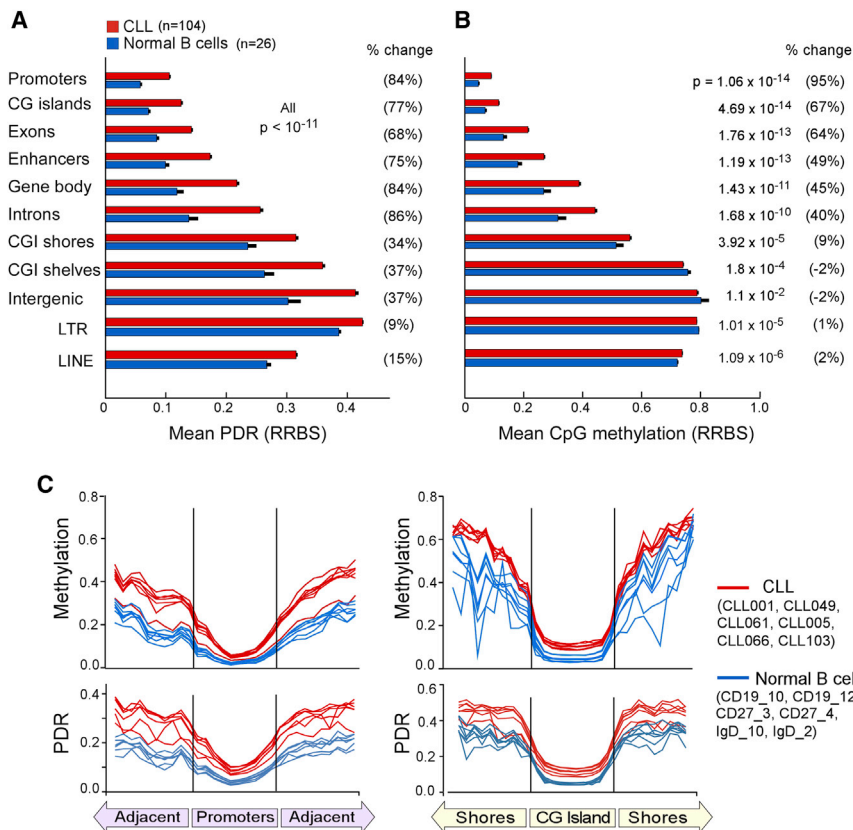 A
CLL (n=104)
Normal B cells (n=26)
% change
Promoters (84%)
CG islands (77%)
Exons (68%)
Enhancers (75%)
Gene body (84%)
Introns (86%)
CGI shores (34%)
CGI shelves (37%)
Intergenic (37%)
LTR (9%)
LINE (15%)
All
p < 10-11
0 0.1 0.2 0.3 0.4
Mean PDR (RRBS)
B
% change
p = 1.06 x 10-14 (95%)
4.69 x 10-14 (67%)
1.76 x 10-13 (64%)
1.19 x 10-13 (49%)
1.43 x 10-11 (45%)
1.68 x 10-10 (40%)
3.92 x 10-5 (9%)
1.8 x 10-4 (-2%)
1.1 x 10-2 (-2%)
1.01 x 10-5 (1%)
1.09 x 10-6 (2%)
0 0.2 0.4 0.6 0.8 1.0
Mean CpG methylation (RRBS)
C
Methylation
0.8
0.6
0.4
0.2
0.0
PDR
0.4
0.2
0.0
Adjacent Promoters Adjacent
Methylation
0.8
0.6
0.4
0.2
0.0
PDR
0.6
0.4
0.2
0.0
Shores CG Island Shores
CLL
(CLL001, CLL049,
CLL061, CLL005,
CLL066, CLL103)
Normal B cel
(CD19_10, CD19_12
CD27_3, CD27_4,
IgD_10, IgD_2)